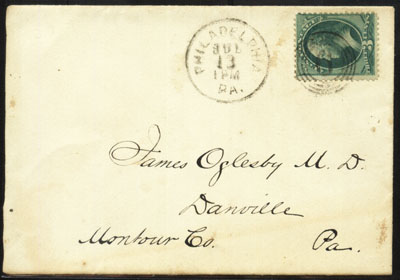 PHILADELPHIA
JUL
13
1 PM
PA.
James Oglesby M. D.
Danville
Montour Co. Pa.